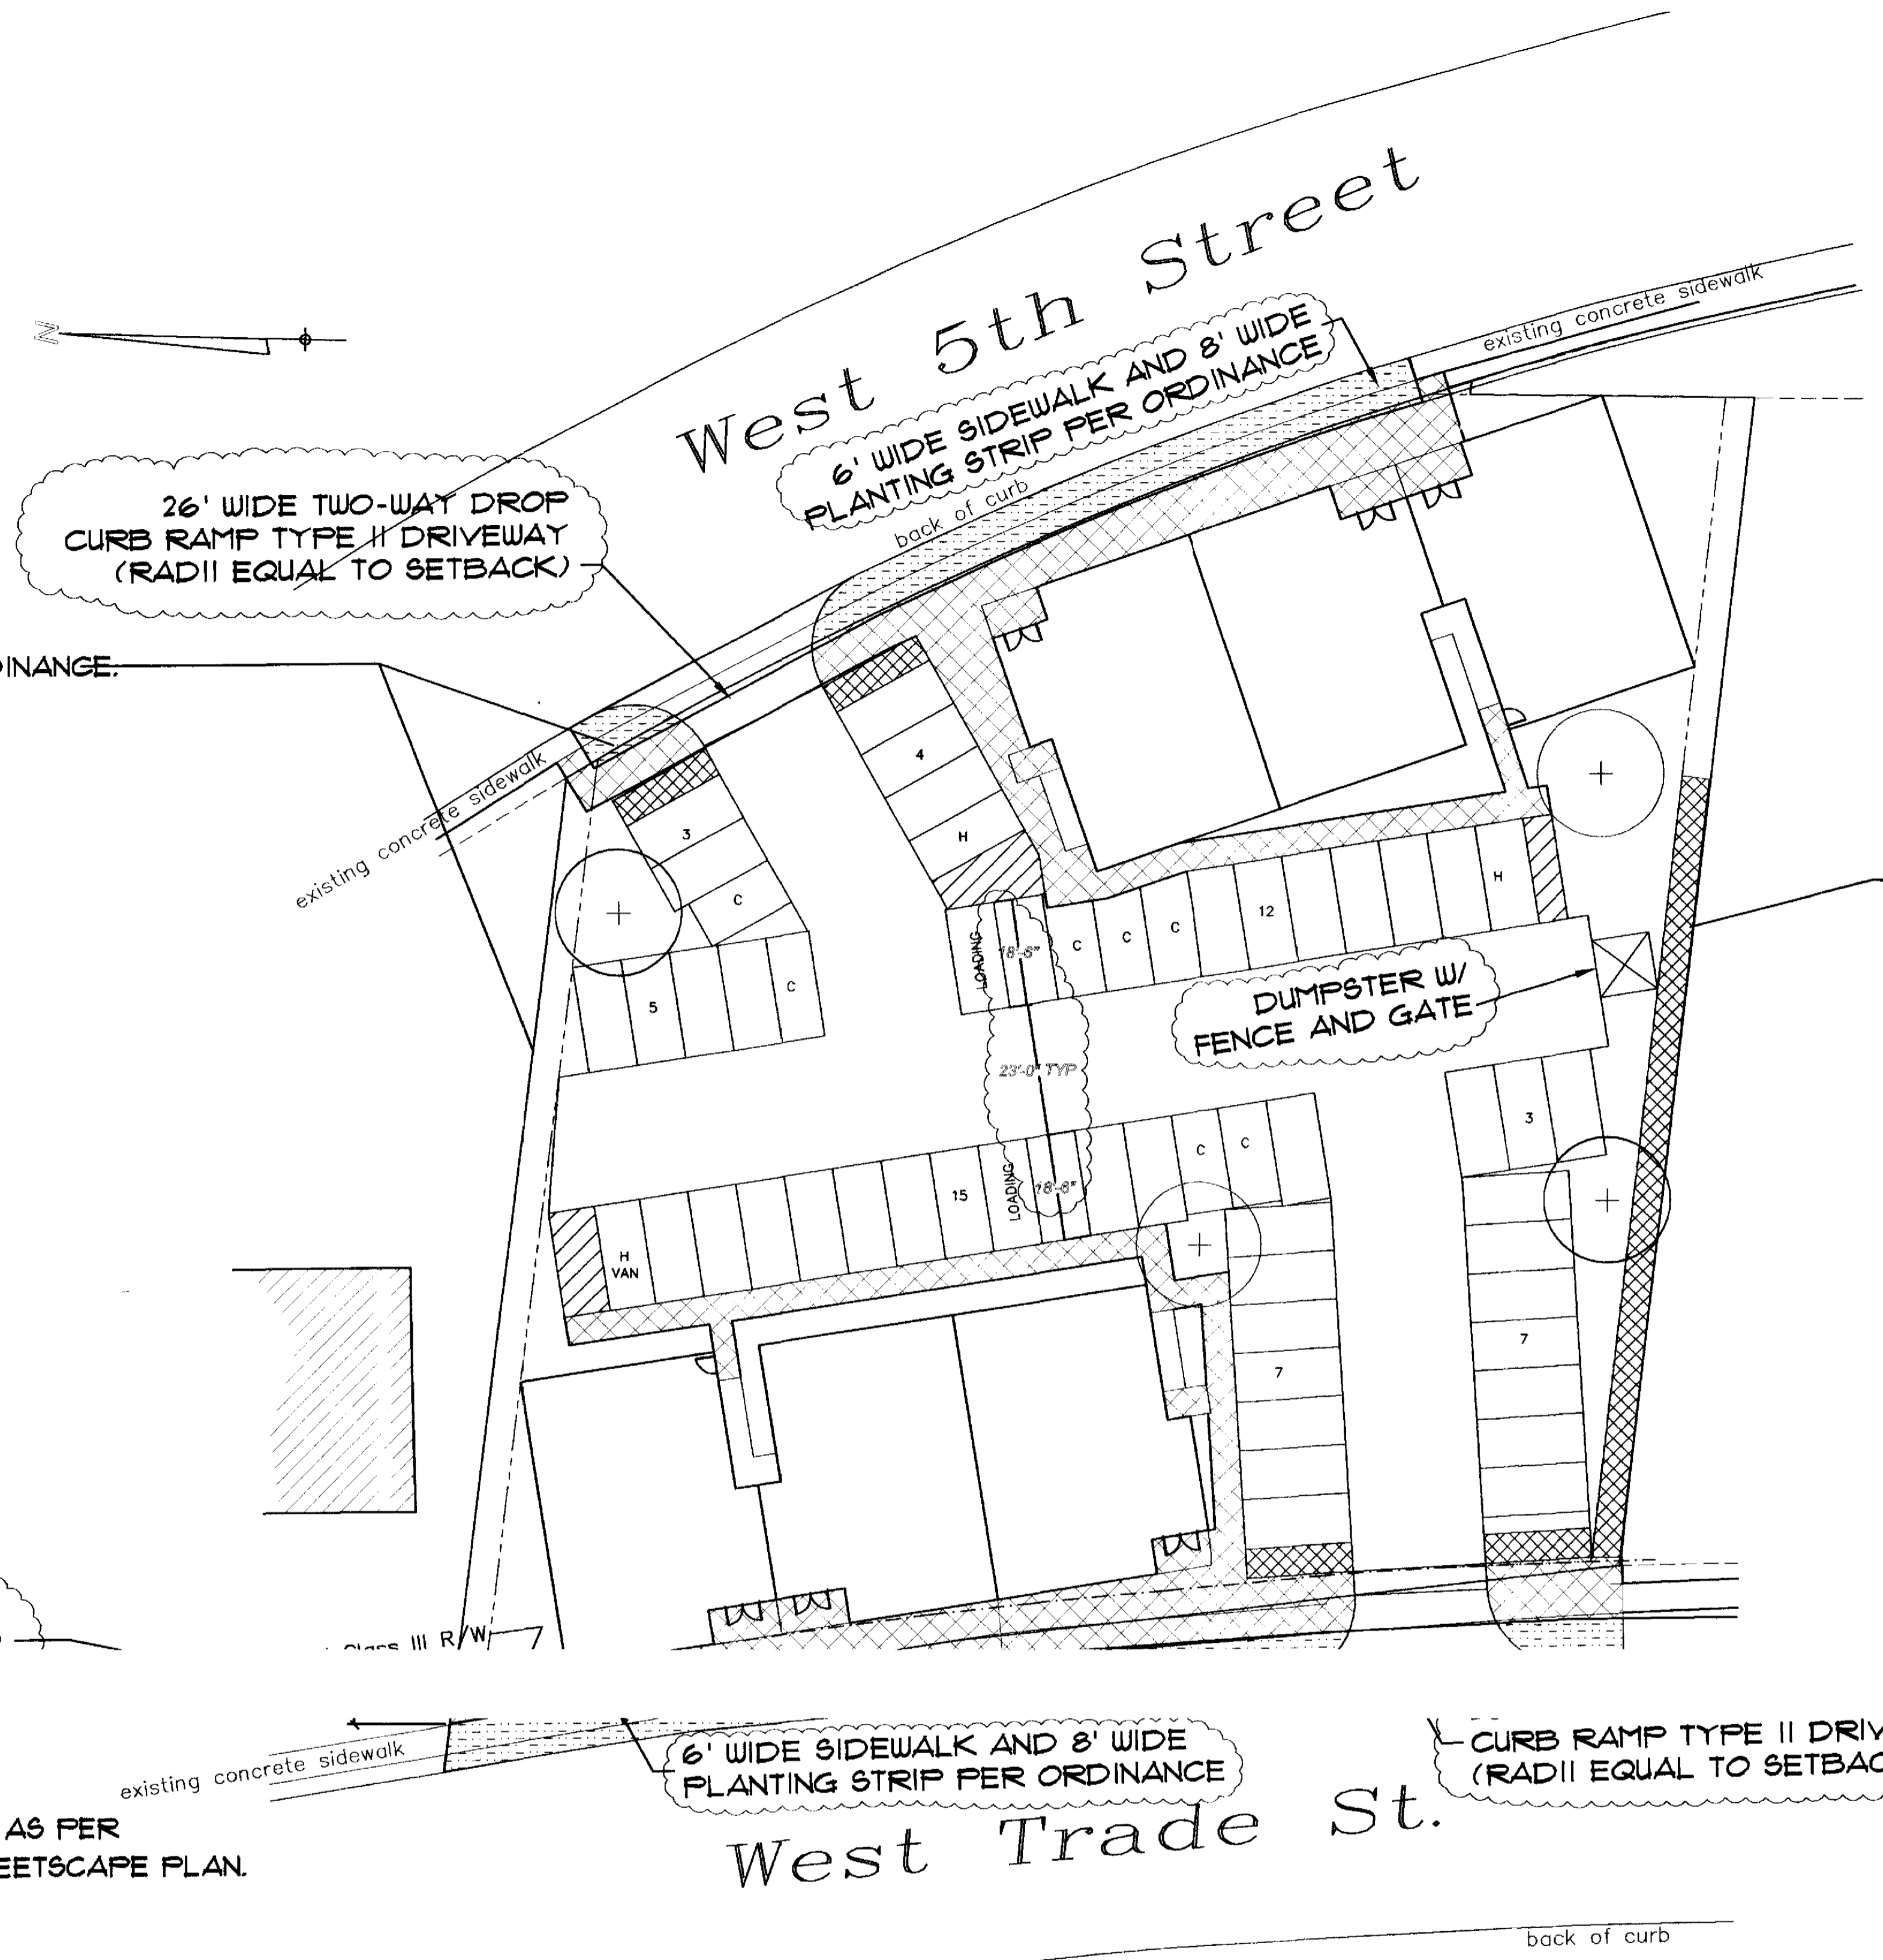 West 5th Street
existing concrete sidewalk
6' WIDE SIDEWALK AND 8' WIDE
PLANTING STRIP PER ORDINANCE
back of curb
N
26' WIDE TWO-WAY DROP
CURB RAMP TYPE II DRIVEWAY
(RADII EQUAL TO SETBACK)
existing concrete sidewalk
4
H
3
C
5
C
LOADING
18'-6"
C
C
C
12
H
DUMPSTER W/
FENCE AND GATE
23'-0" TYP
3
H
VAN
15
LOADING
18'-6"
C
C
7
7
Class III R/W
6' WIDE SIDEWALK AND 8' WIDE
PLANTING STRIP PER ORDINANCE
CURB RAMP TYPE II DRIV
(RADII EQUAL TO SETBAC
existing concrete sidewalk
AS PER
EETSCAPE PLAN.
West Trade St.
back of curb